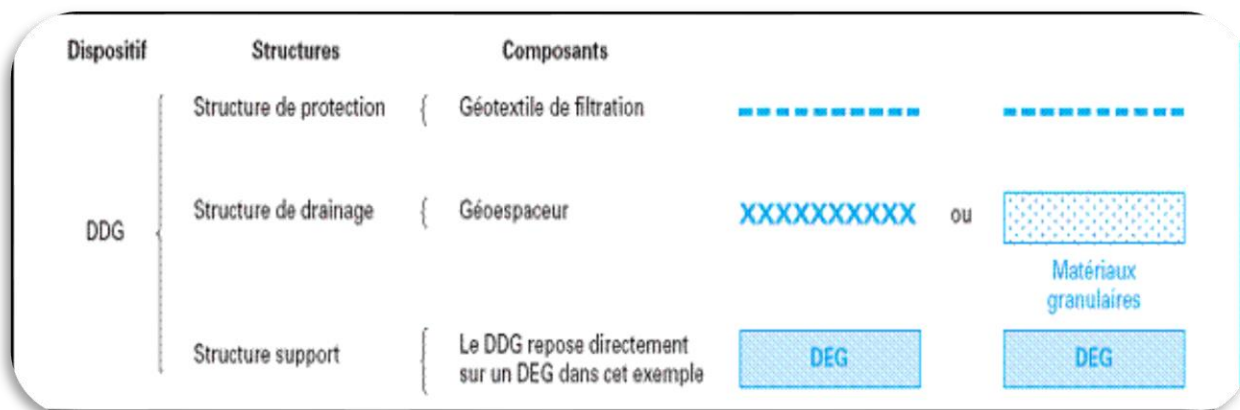 Dispositif Structures Composants
Structure de protection { Géotextile de filtration
Structure de drainage { Géoespaceur XXXXXXXXXX ou
DDG
Matériaux
granulaires
Structure support Le DDG repose directement DEG DEG
sur un DEG dans cet exemple